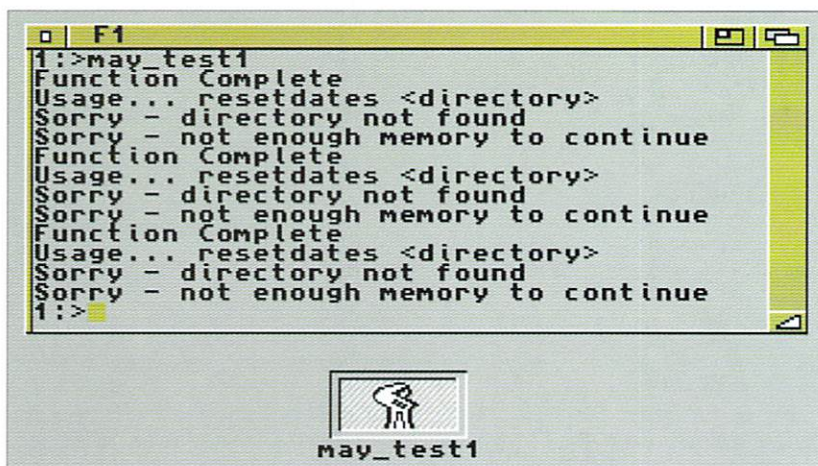 F1
1:>may_test1
Function Complete
Usage... resetdates <directory>
Sorry - directory not found
Sorry - not enough memory to continue
Function Complete
Usage... resetdates <directory>
Sorry - directory not found
Sorry - not enough memory to continue
Function Complete
Usage... resetdates <directory>
Sorry - directory not found
Sorry - not enough memory to continue
1:>
may_test1